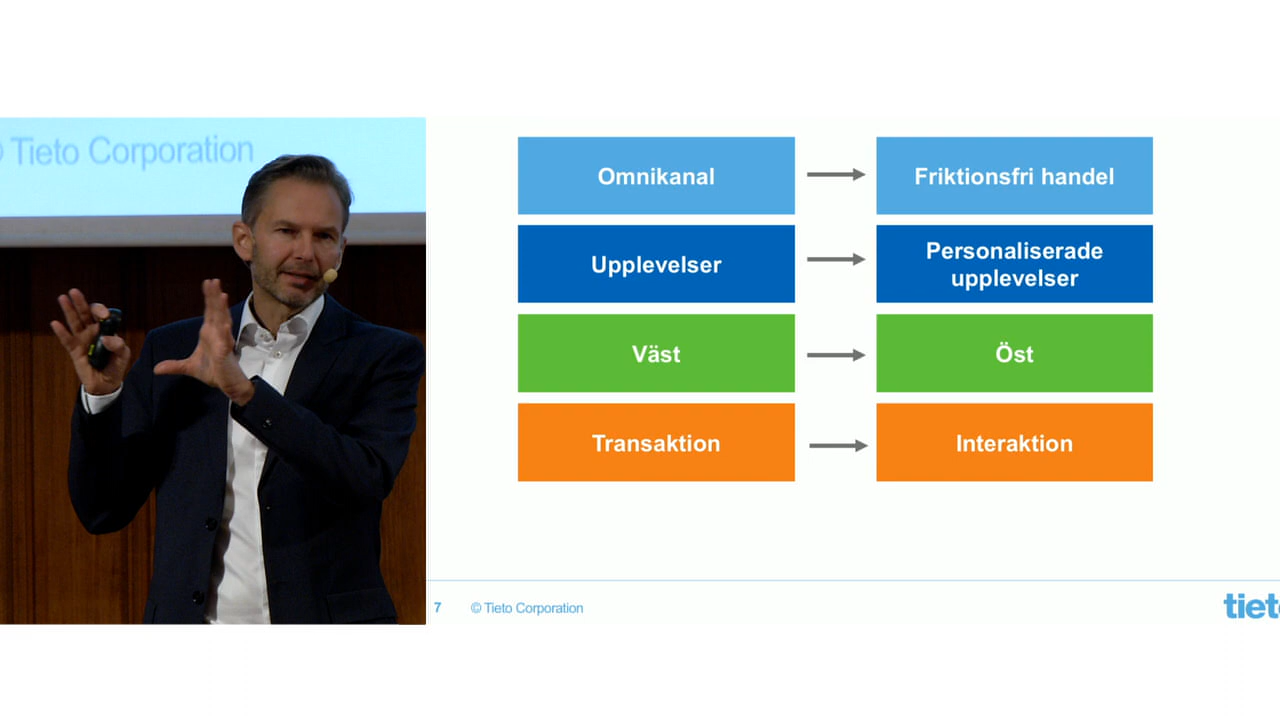 © Tieto Corporation
Omnikanal
Friktionsfri handel
Upplevelser
Personaliserade
upplevelser
Väst
Öst
Transaktion
Interaktion
7
© Tieto Corporation
tieto